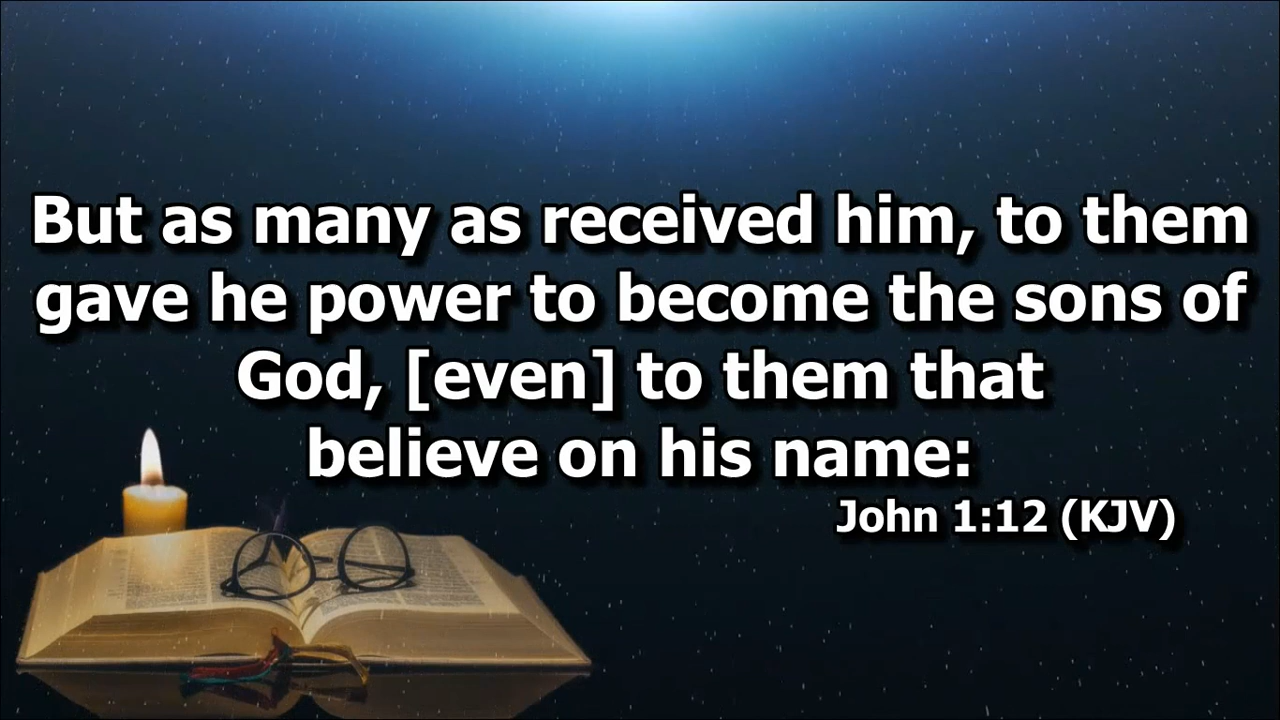 But as many as received him, to them
gave he power to become the sons of
God, [even] to them that
believe on his name:
John 1:12 (KJV)